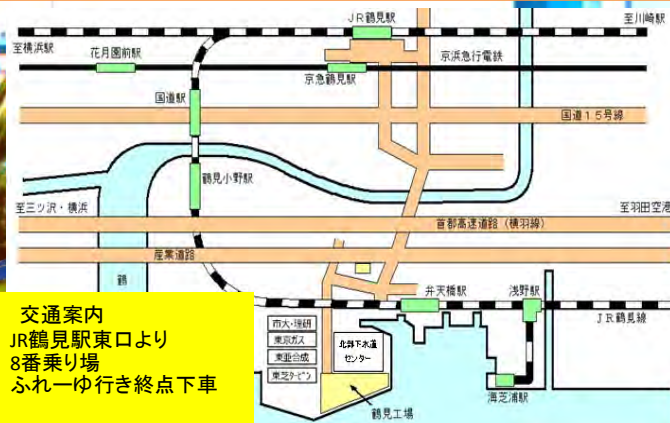 JR鶴見駅
至川崎駅
至横浜駅
花月園前駅
京浜急行電鉄
京急鶴見駅
国道駅
国道15号線
鶴見小野駅
至三ツ沢・横浜
至羽田空港
首都高速道路（横羽線）
産業道路
鶴
弁天橋駅
浅野駅
JR鶴見線
市大・理研
東京ガス
東亜合成
東芝タービン
北部下水道
センター
海芝浦駅
鶴見工場
交通案内
JR鶴見駅東口より
8番乗り場
ふれーゆ行き終点下車